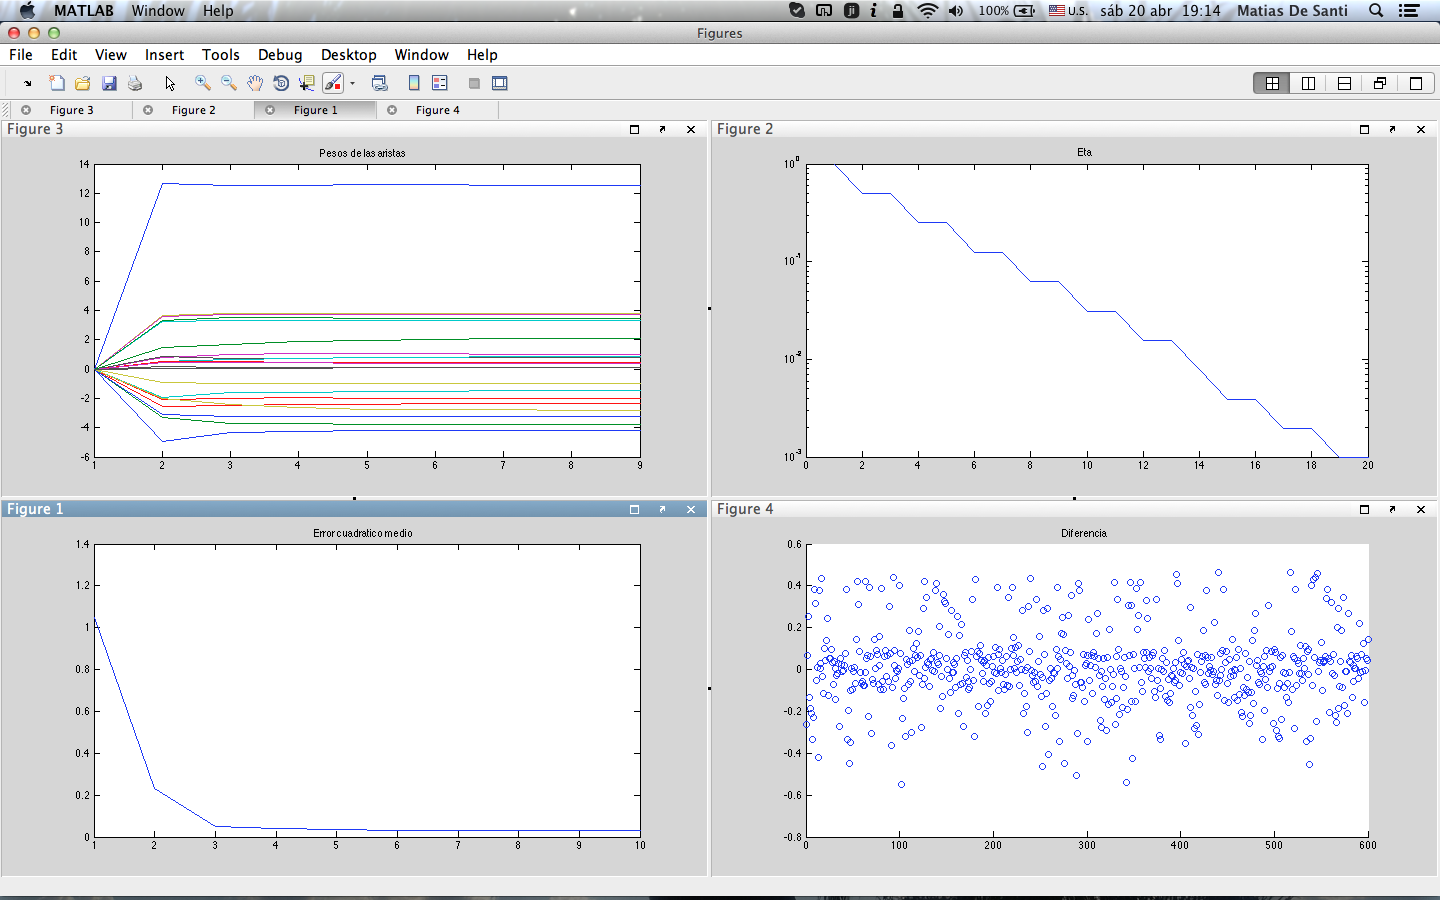 MATLAB Window Help 100% U.S. sáb 20 abr 19:14 Matias De Santi
Figures
File Edit View Insert Tools Debug Desktop Window Help
Figure 3 Figure 2 Figure 1 Figure 4
Figure 3
Pesos de las aristas
14
12
10
8
6
4
2
0
-2
-4
-6
1 2 3 4 5 6 7 8 9
Figure 2
Eta
10^0
10^-1
10^-2
10^-3
0 2 4 6 8 10 12 14 16 18 20
Figure 1
Error cuadratico medio
1.4
1.2
1
0.8
0.6
0.4
0.2
0
1 2 3 4 5 6 7 8 9 10
Figure 4
Diferencia
0.6
0.4
0.2
0
-0.2
-0.4
-0.6
-0.8
0 100 200 300 400 500 600